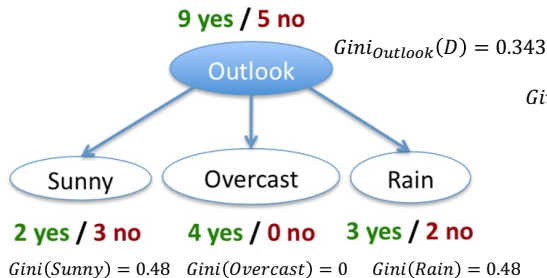 9 yes / 5 no
Gini_Outlook(D) = 0.343
Outlook
Gi
Sunny
Overcast
Rain
2 yes / 3 no
4 yes / 0 no
3 yes / 2 no
Gini(Sunny) = 0.48
Gini(Overcast) = 0
Gini(Rain) = 0.48